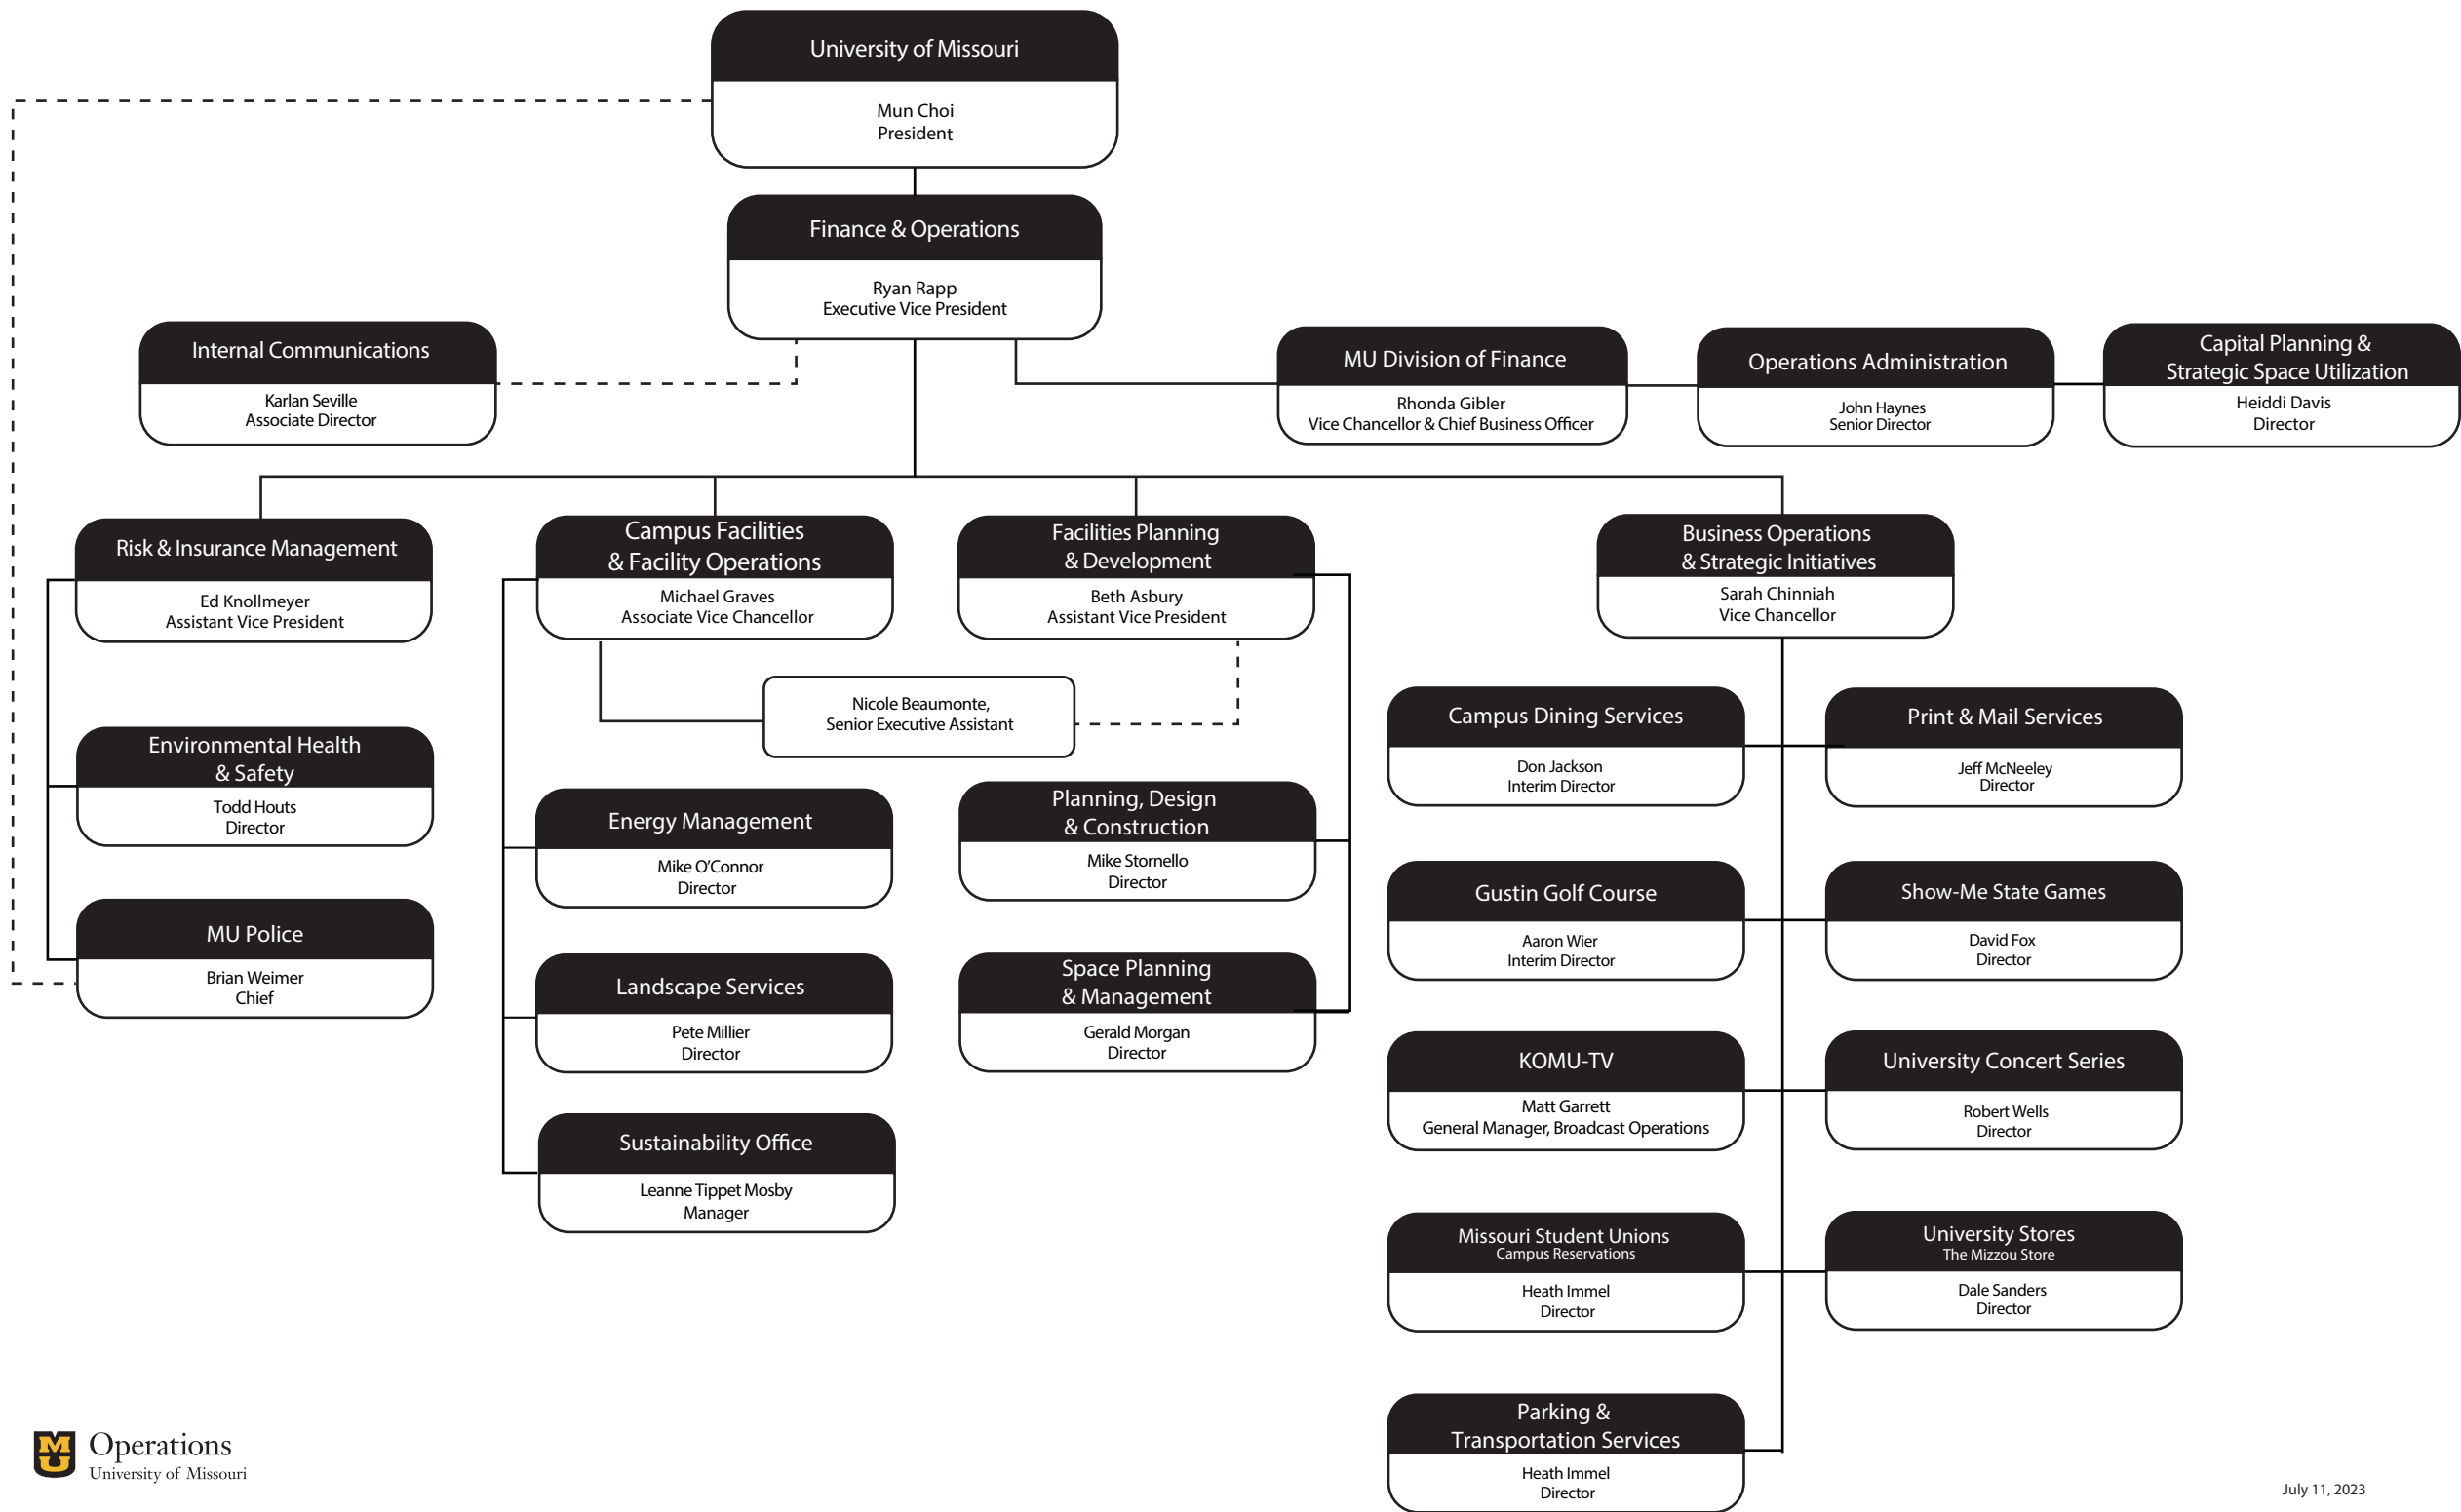 University of Missouri
Mun Choi
President
Finance & Operations
Ryan Rapp
Executive Vice President
Internal Communications
Karlan Seville
Associate Director
MU Division of Finance
Rhonda Gibler
Vice Chancellor & Chief Business Officer
Operations Administration
John Haynes
Senior Director
Capital Planning &
Strategic Space Utilization
Heiddi Davis
Director
Risk & Insurance Management
Ed Knollmeyer
Assistant Vice President
Campus Facilities
& Facility Operations
Michael Graves
Associate Vice Chancellor
Facilities Planning
& Development
Beth Asbury
Assistant Vice President
Business Operations
& Strategic Initiatives
Sarah Chinniah
Vice Chancellor
Nicole Beaumonte,
Senior Executive Assistant
Environmental Health
& Safety
Todd Houts
Director
MU Police
Brian Weimer
Chief
Energy Management
Mike O’Connor
Director
Landscape Services
Pete Millier
Director
Sustainability Office
Leanne Tippet Mosby
Manager
Planning, Design
& Construction
Mike Stornello
Director
Space Planning
& Management
Gerald Morgan
Director
Campus Dining Services
Don Jackson
Interim Director
Print & Mail Services
Jeff McNeeley
Director
Gustin Golf Course
Aaron Wier
Interim Director
Show-Me State Games
David Fox
Director
KOMU-TV
Matt Garrett
General Manager, Broadcast Operations
University Concert Series
Robert Wells
Director
Missouri Student Unions
Campus Reservations
Heath Immel
Director
University Stores
The Mizzou Store
Dale Sanders
Director
Parking &
Transportation Services
Heath Immel
Director
MU
Operations
University of Missouri
July 11, 2023